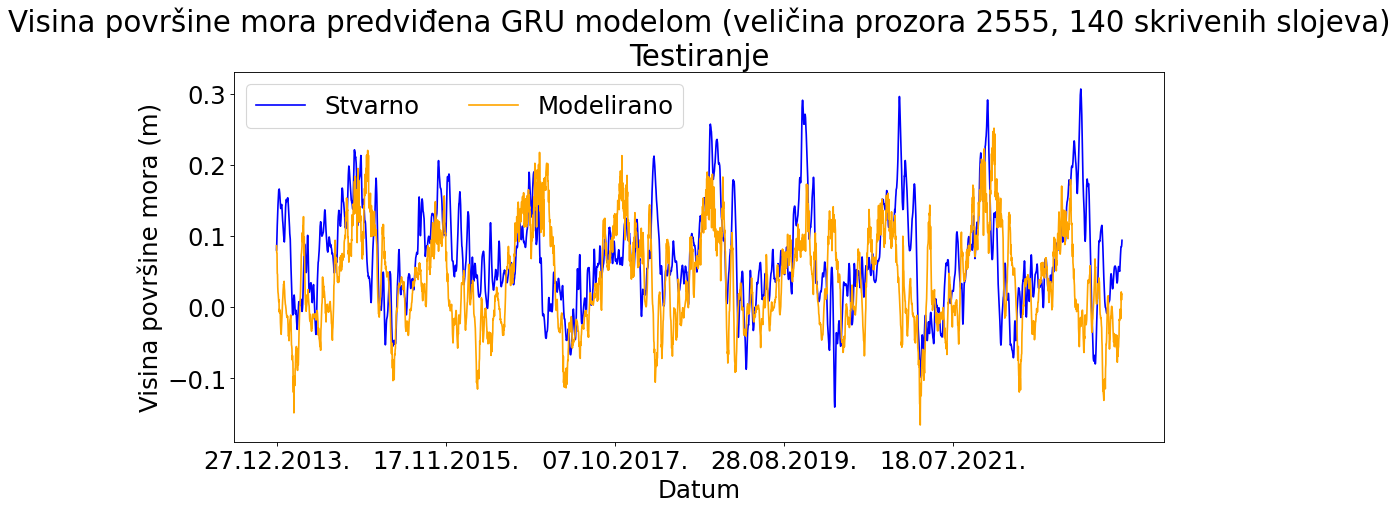 Visina površine mora predviđena GRU modelom (veličina prozora 2555, 140 skrivenih slojeva)
Testiranje
Stvarno Modelirano
Visina površine mora (m)
0.3
0.2
0.1
0.0
−0.1
27.12.2013. 17.11.2015. 07.10.2017. 28.08.2019. 18.07.2021.
Datum